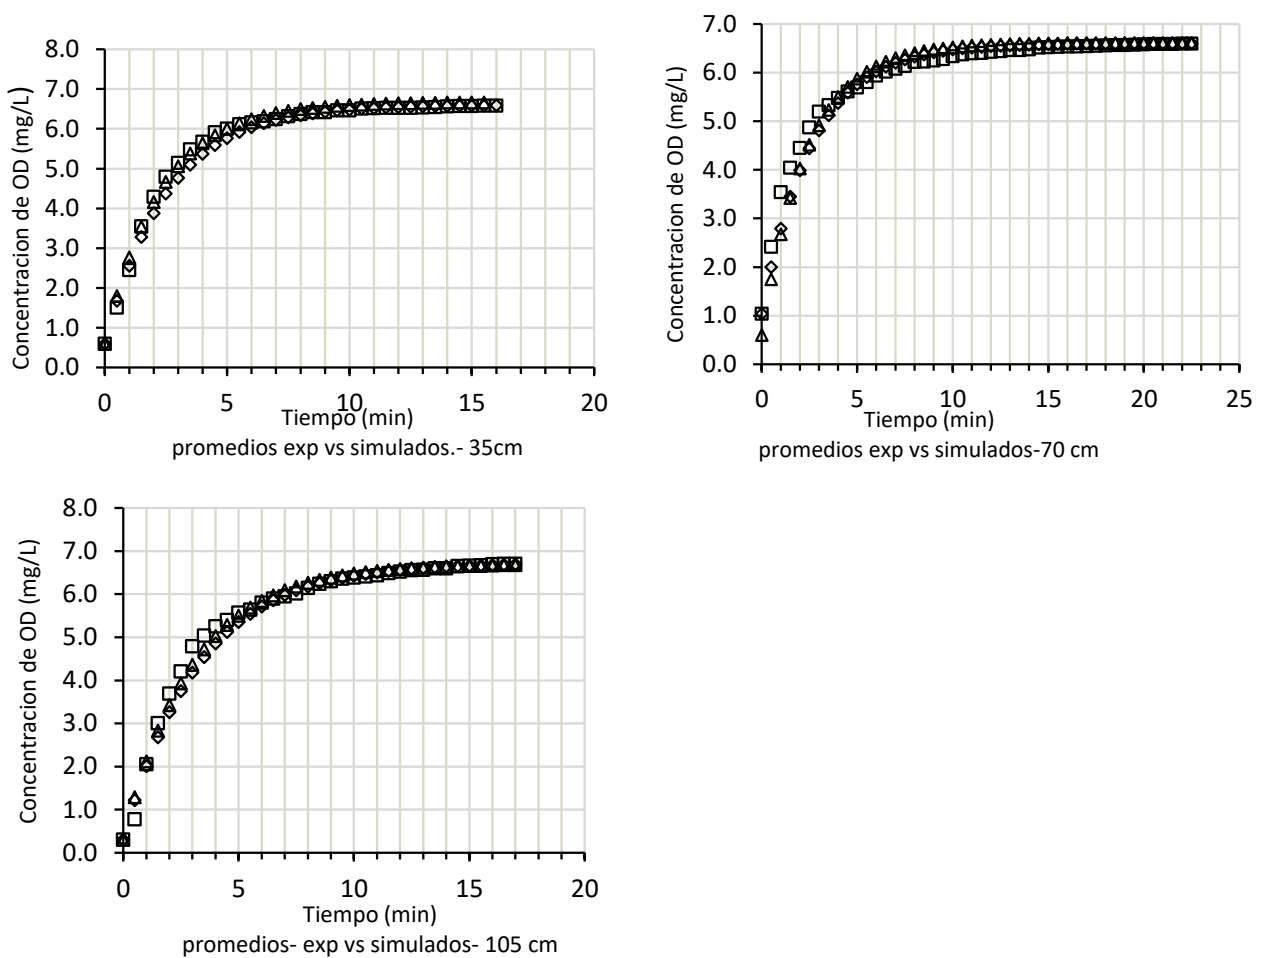 8.0
7.0
6.0
5.0
4.0
3.0
2.0
1.0
0.0
Concentracion de OD (mg/L)
0 5 10 15 20
Tiempo (min)
promedios exp vs simulados.- 35cm
7.0
6.0
5.0
4.0
3.0
2.0
1.0
0.0
Concentracion de OD (mg/L)
0 5 10 15 20 25
Tiempo (min)
promedios exp vs simulados-70 cm
8.0
7.0
6.0
5.0
4.0
3.0
2.0
1.0
0.0
Concentracion de OD (mg/L)
0 5 10 15 20
Tiempo (min)
promedios- exp vs simulados- 105 cm